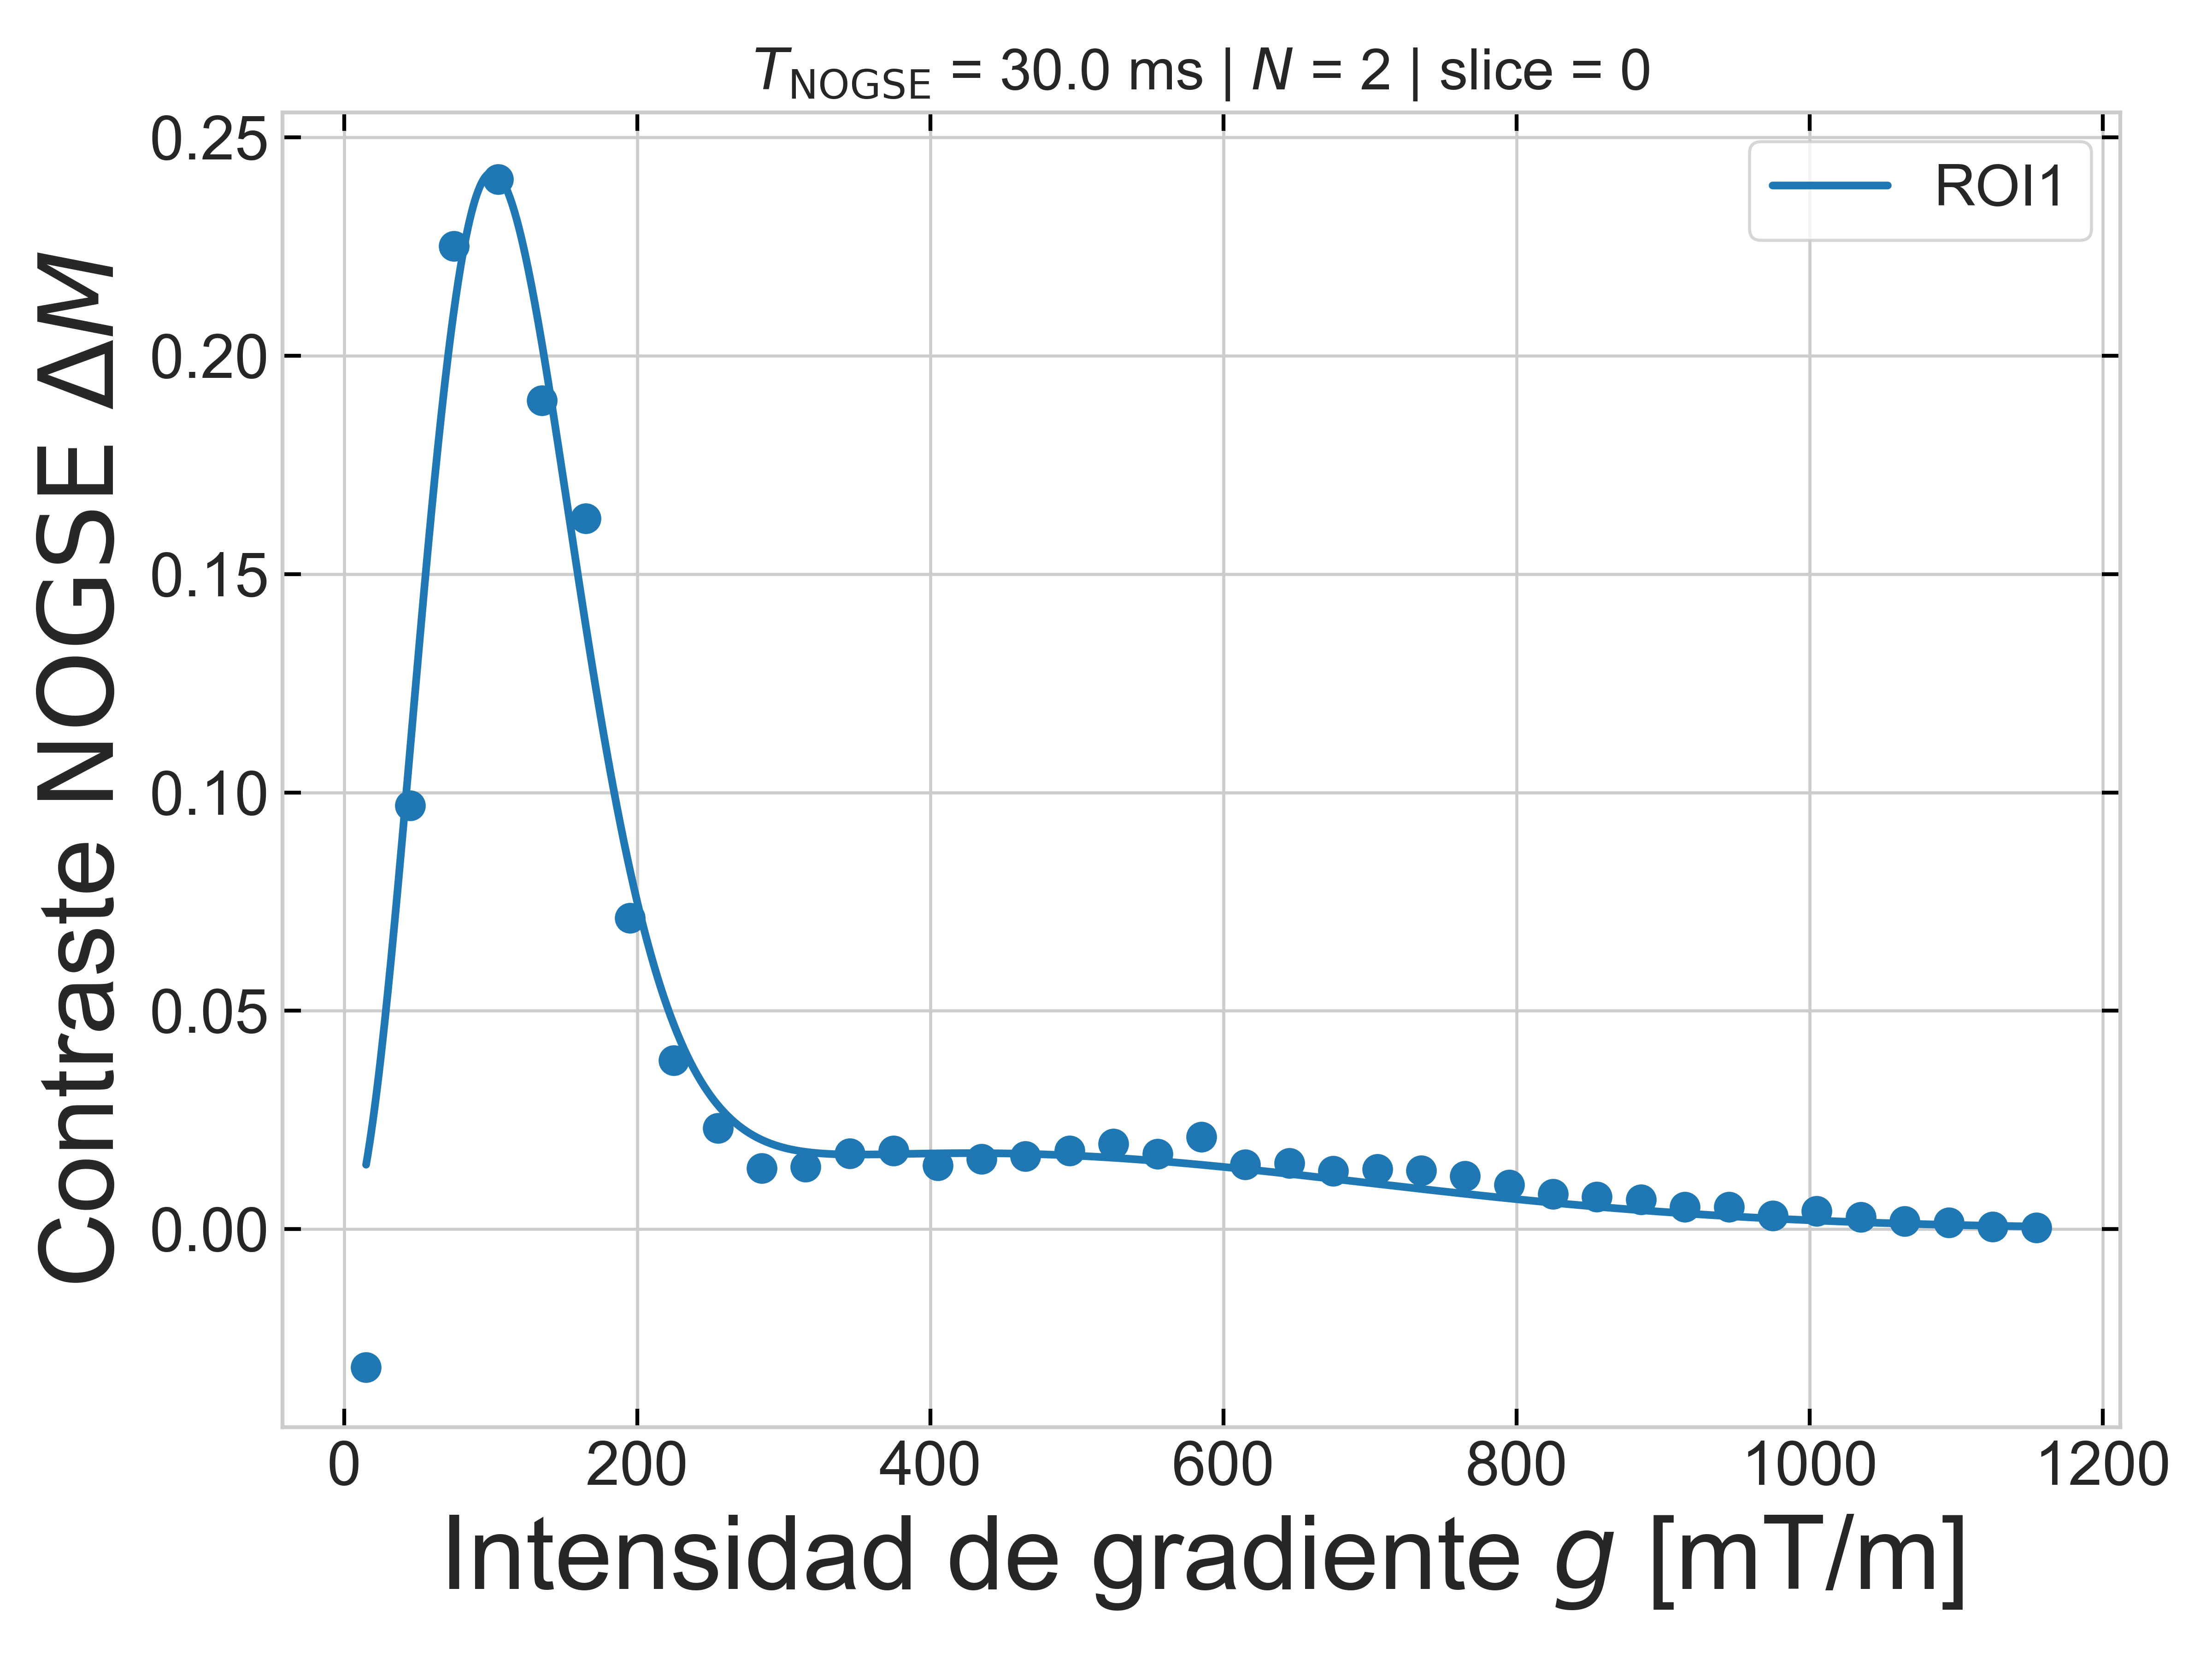 T_NOGSE = 30.0 ms | N = 2 | slice = 0
ROI1
Contraste NOGSE ΔM
0.25
0.20
0.15
0.10
0.05
0.00
0 200 400 600 800 1000 1200
Intensidad de gradiente g [mT/m]